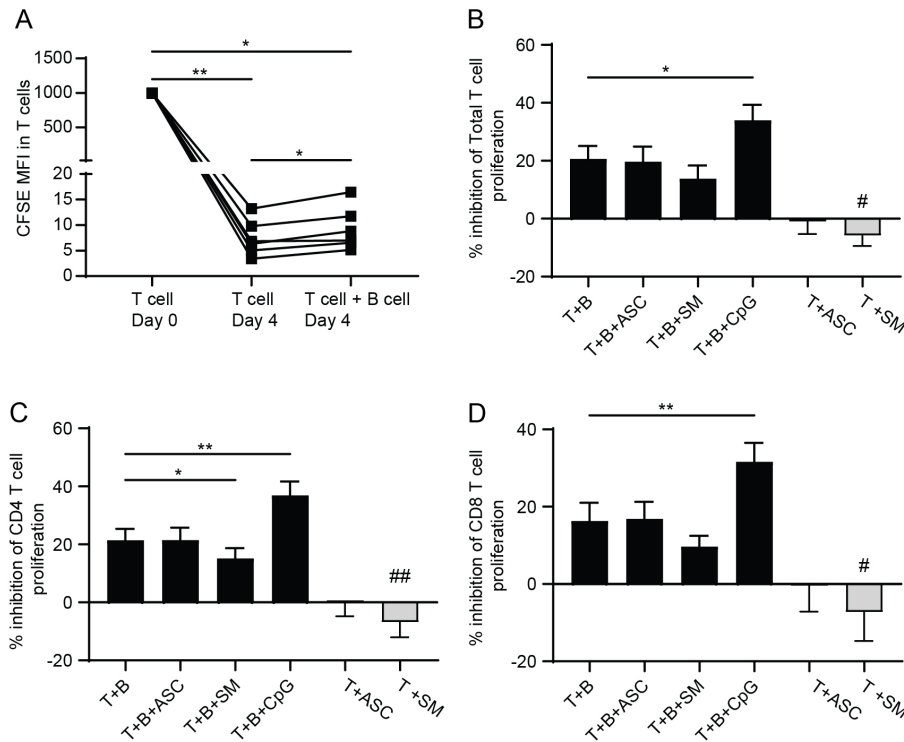 A
CFSE MFI in T cells
1500
1000
500
20
15
10
5
0
*
**
*
T cell
Day 0
T cell
Day 4
T cell + B cell
Day 4
B
% inhibition of Total T cell
proliferation
60
40
20
0
-20
*
#
T+B
T+B+ASC
T+B+SM
T+B+CpG
T+ASC
T +SM
C
% inhibition of CD4 T cell
proliferation
60
40
20
0
-20
**
*
##
T+B
T+B+ASC
T+B+SM
T+B+CpG
T+ASC
T +SM
D
% inhibition of CD8 T cell
proliferation
40
20
0
-20
**
#
T+B
T+B+ASC
T+B+SM
T+B+CpG
T+ASC
T +SM